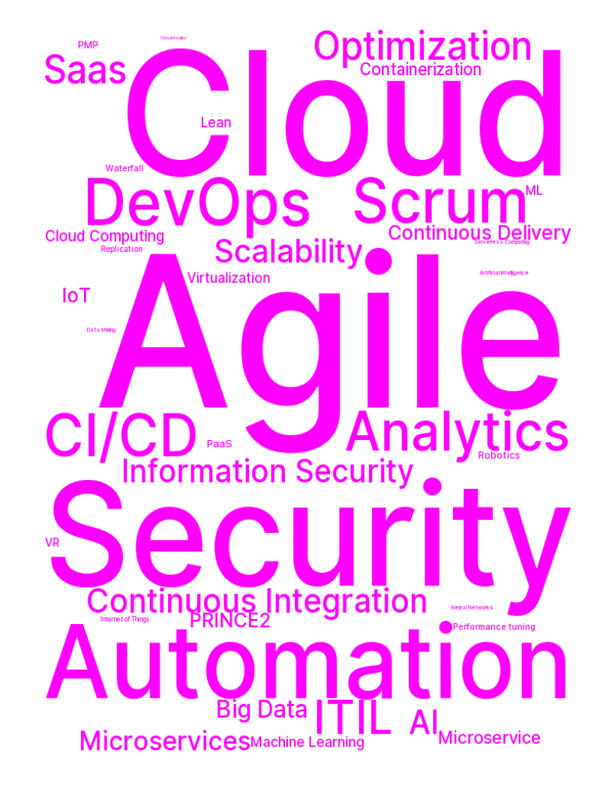 Virtual Reality
PMP
Optimization
Saas
Containerization
Cloud
Lean
Waterfall
DevOps
Scrum
ML
Cloud Computing
Continuous Delivery
Replication
Scalability
Serverless Computing
Virtualization
Artificial Intelligence
IoT
Data Mining
Agile
CI/CD
PaaS
Analytics
Information Security
Robotics
Security
VR
Continuous Integration
Neural Networks
Internet of Things
PRINCE2
Performance tuning
Automation
Big Data
ITIL
AI
Microservices
Machine Learning
Microservice